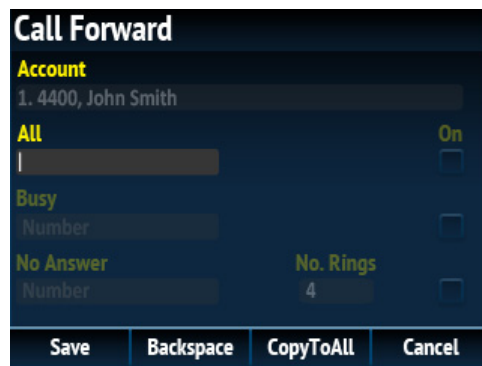 Call Forward
Account
1. 4400, John Smith
All On
Busy
Number
No Answer No. Rings
Number 4
Save Backspace CopyToAll Cancel